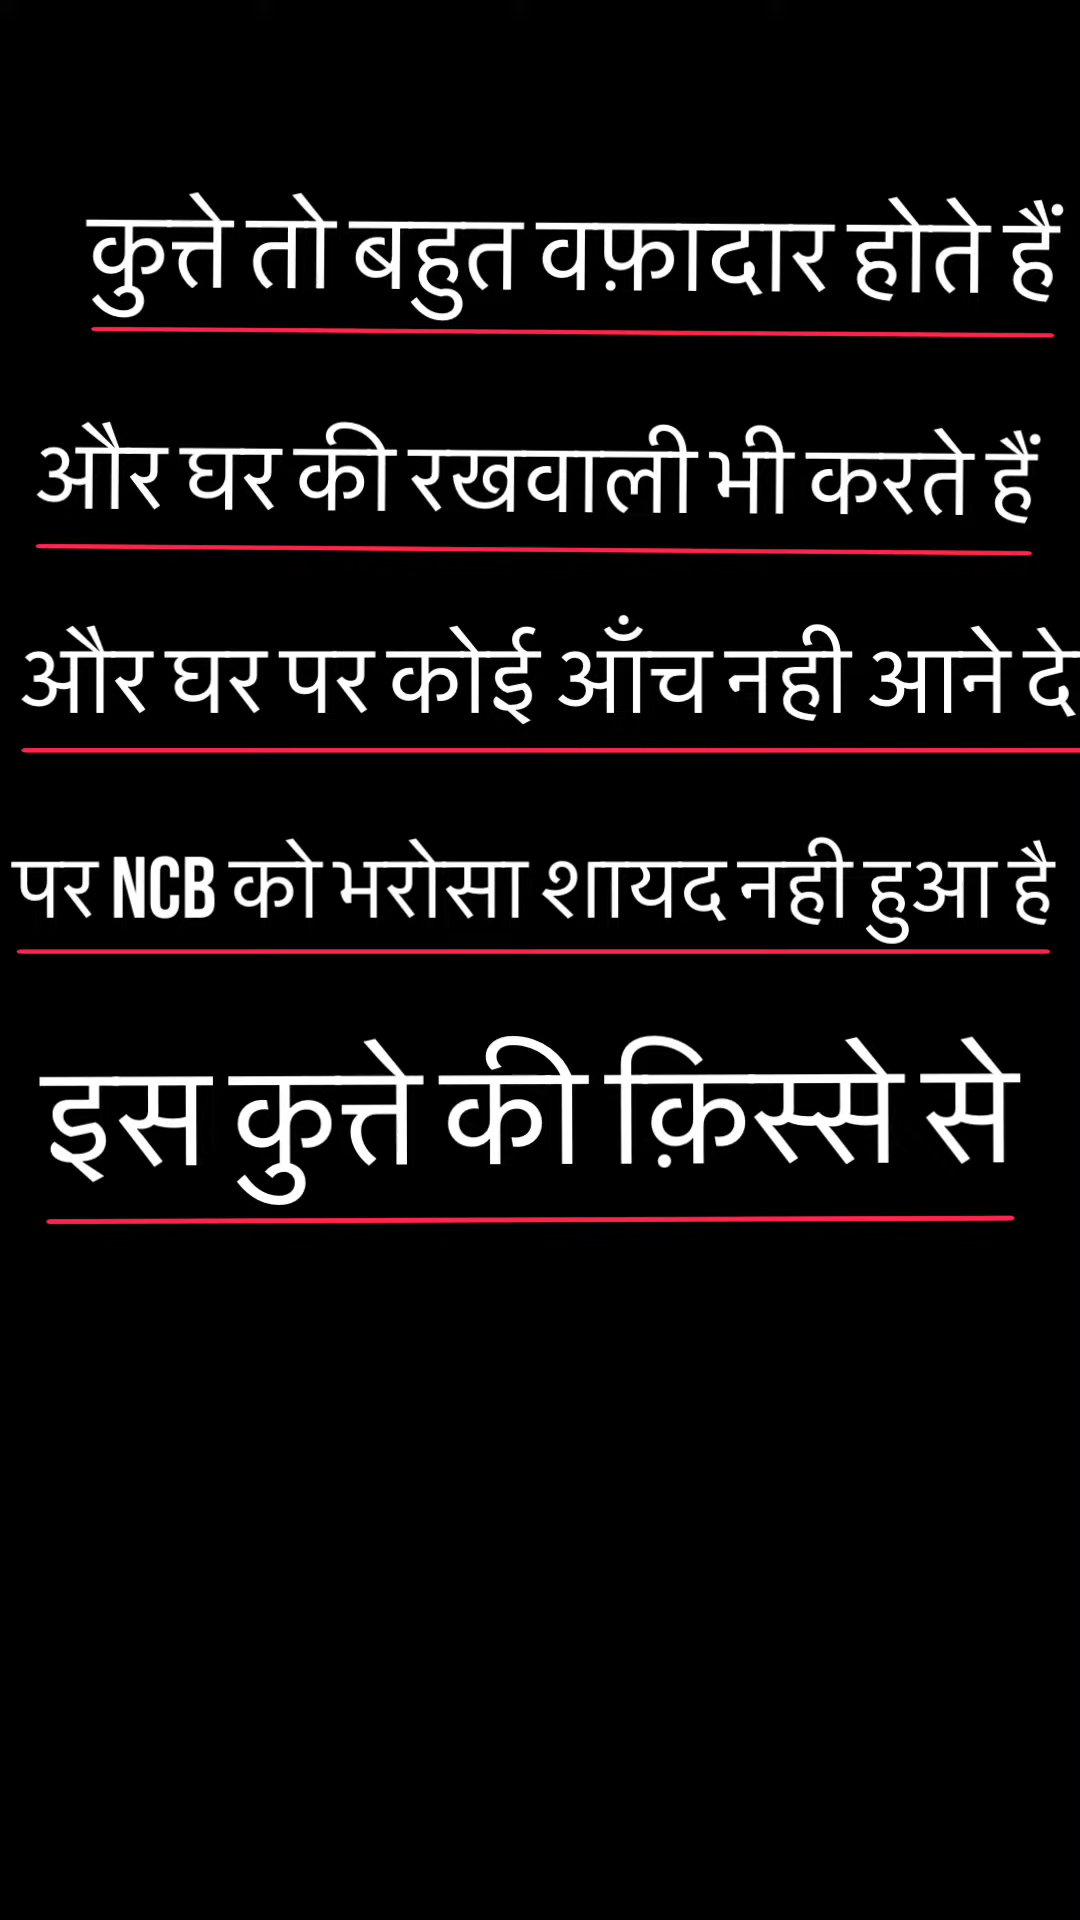 कुत्ते तो बहुत वफ़ादार होते हैं
और घर की रखवाली भी करते हैं
और घर पर कोई आँच नही आने दे
पर NCB को भरोसा शायद नही हुआ है
इस कुत्ते की क़िस्से से